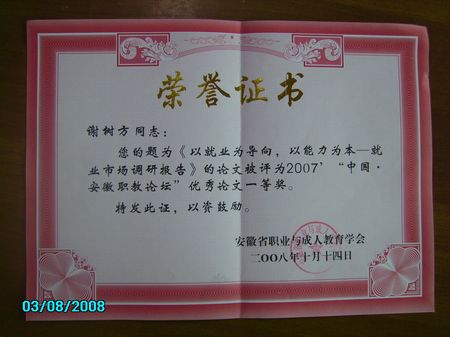 荣誉证书
谢树方同志：
您的题为《以就业为导向，以能力为本—就
业市场调研报告》的论文被评为2007’“中国·
安徽职教论坛”优秀论文一等奖。
特发此证，以资鼓励。
安徽省职业与成人教育学会
二〇〇八年十月十四日
03/08/2008